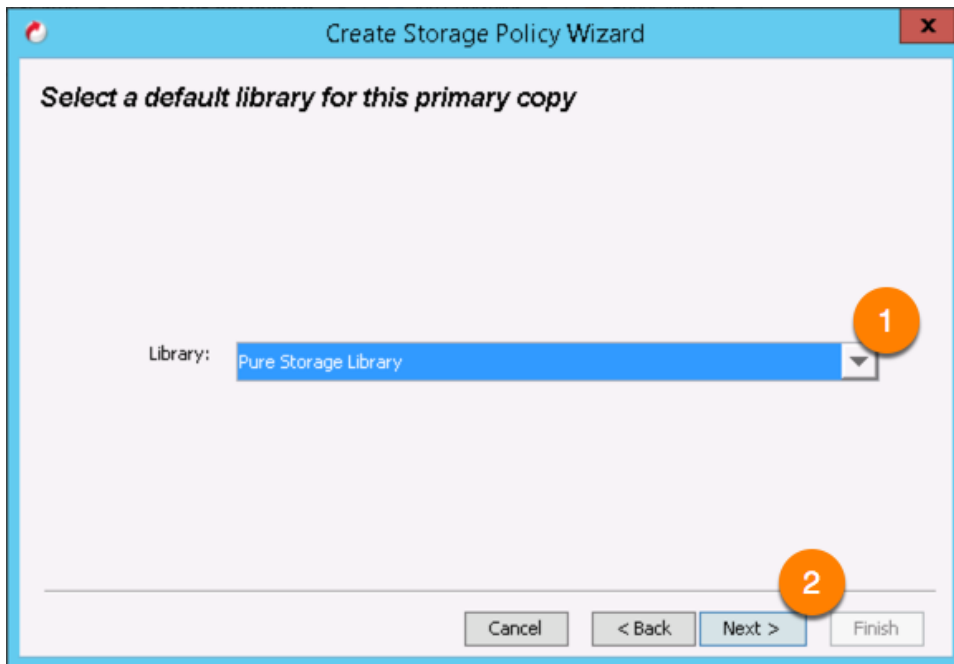 Create Storage Policy Wizard
x
Select a default library for this primary copy
1
Library: Pure Storage Library
2
Cancel < Back Next > Finish